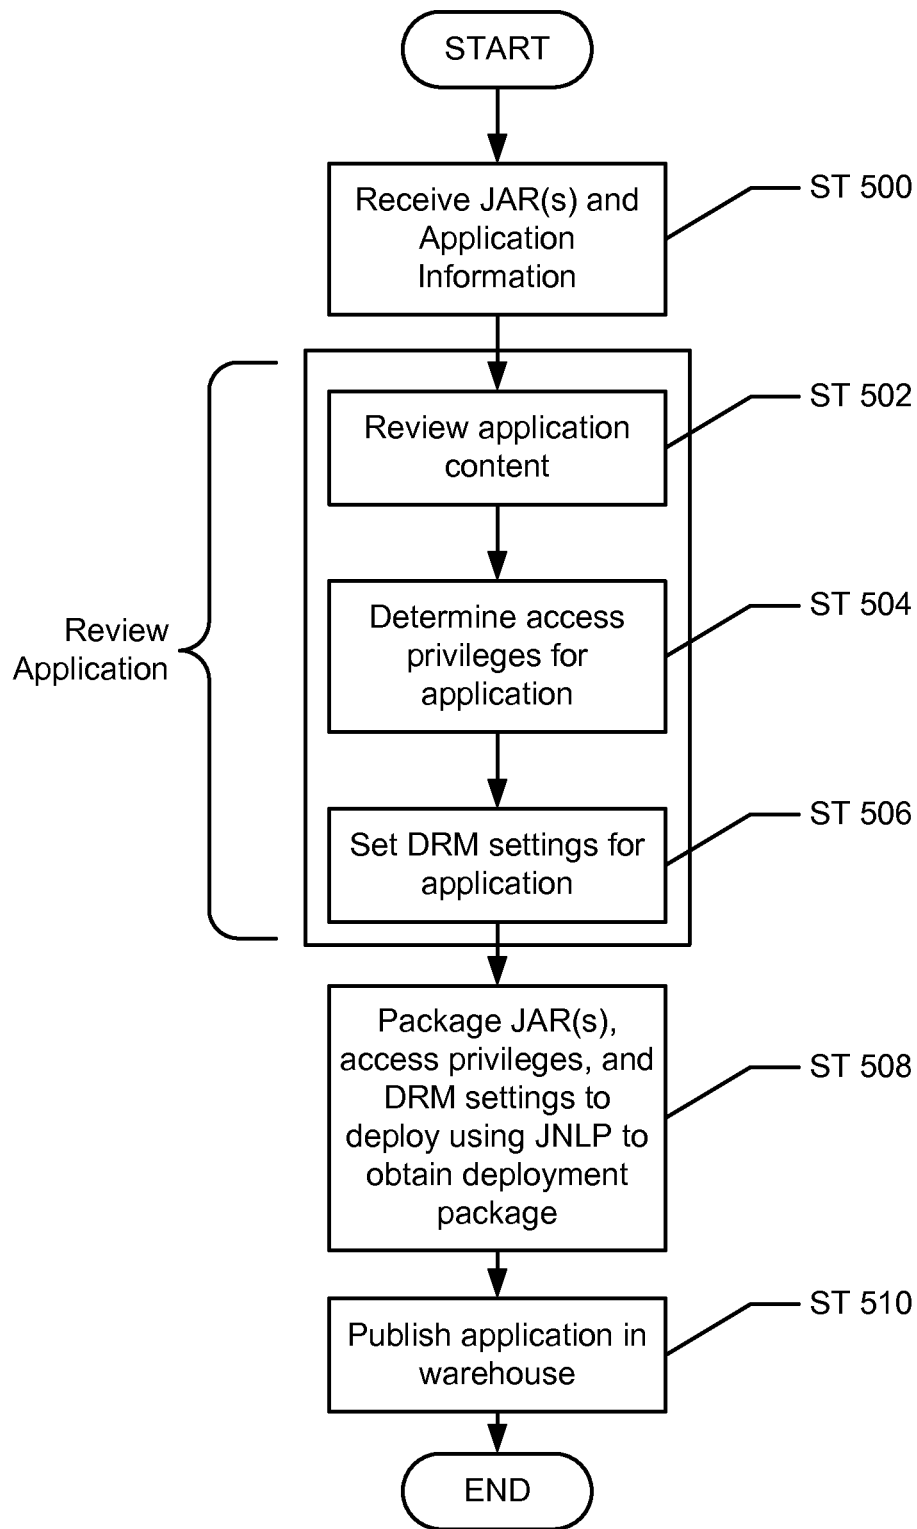 START
Receive JAR(s) and
Application
Information
ST 500
Review application
content
ST 502
Determine access
privileges for
application
ST 504
Review
Application
Set DRM settings for
application
ST 506
Package JAR(s),
access privileges, and
DRM settings to
deploy using JNLP to
obtain deployment
package
ST 508
Publish application in
warehouse
ST 510
END